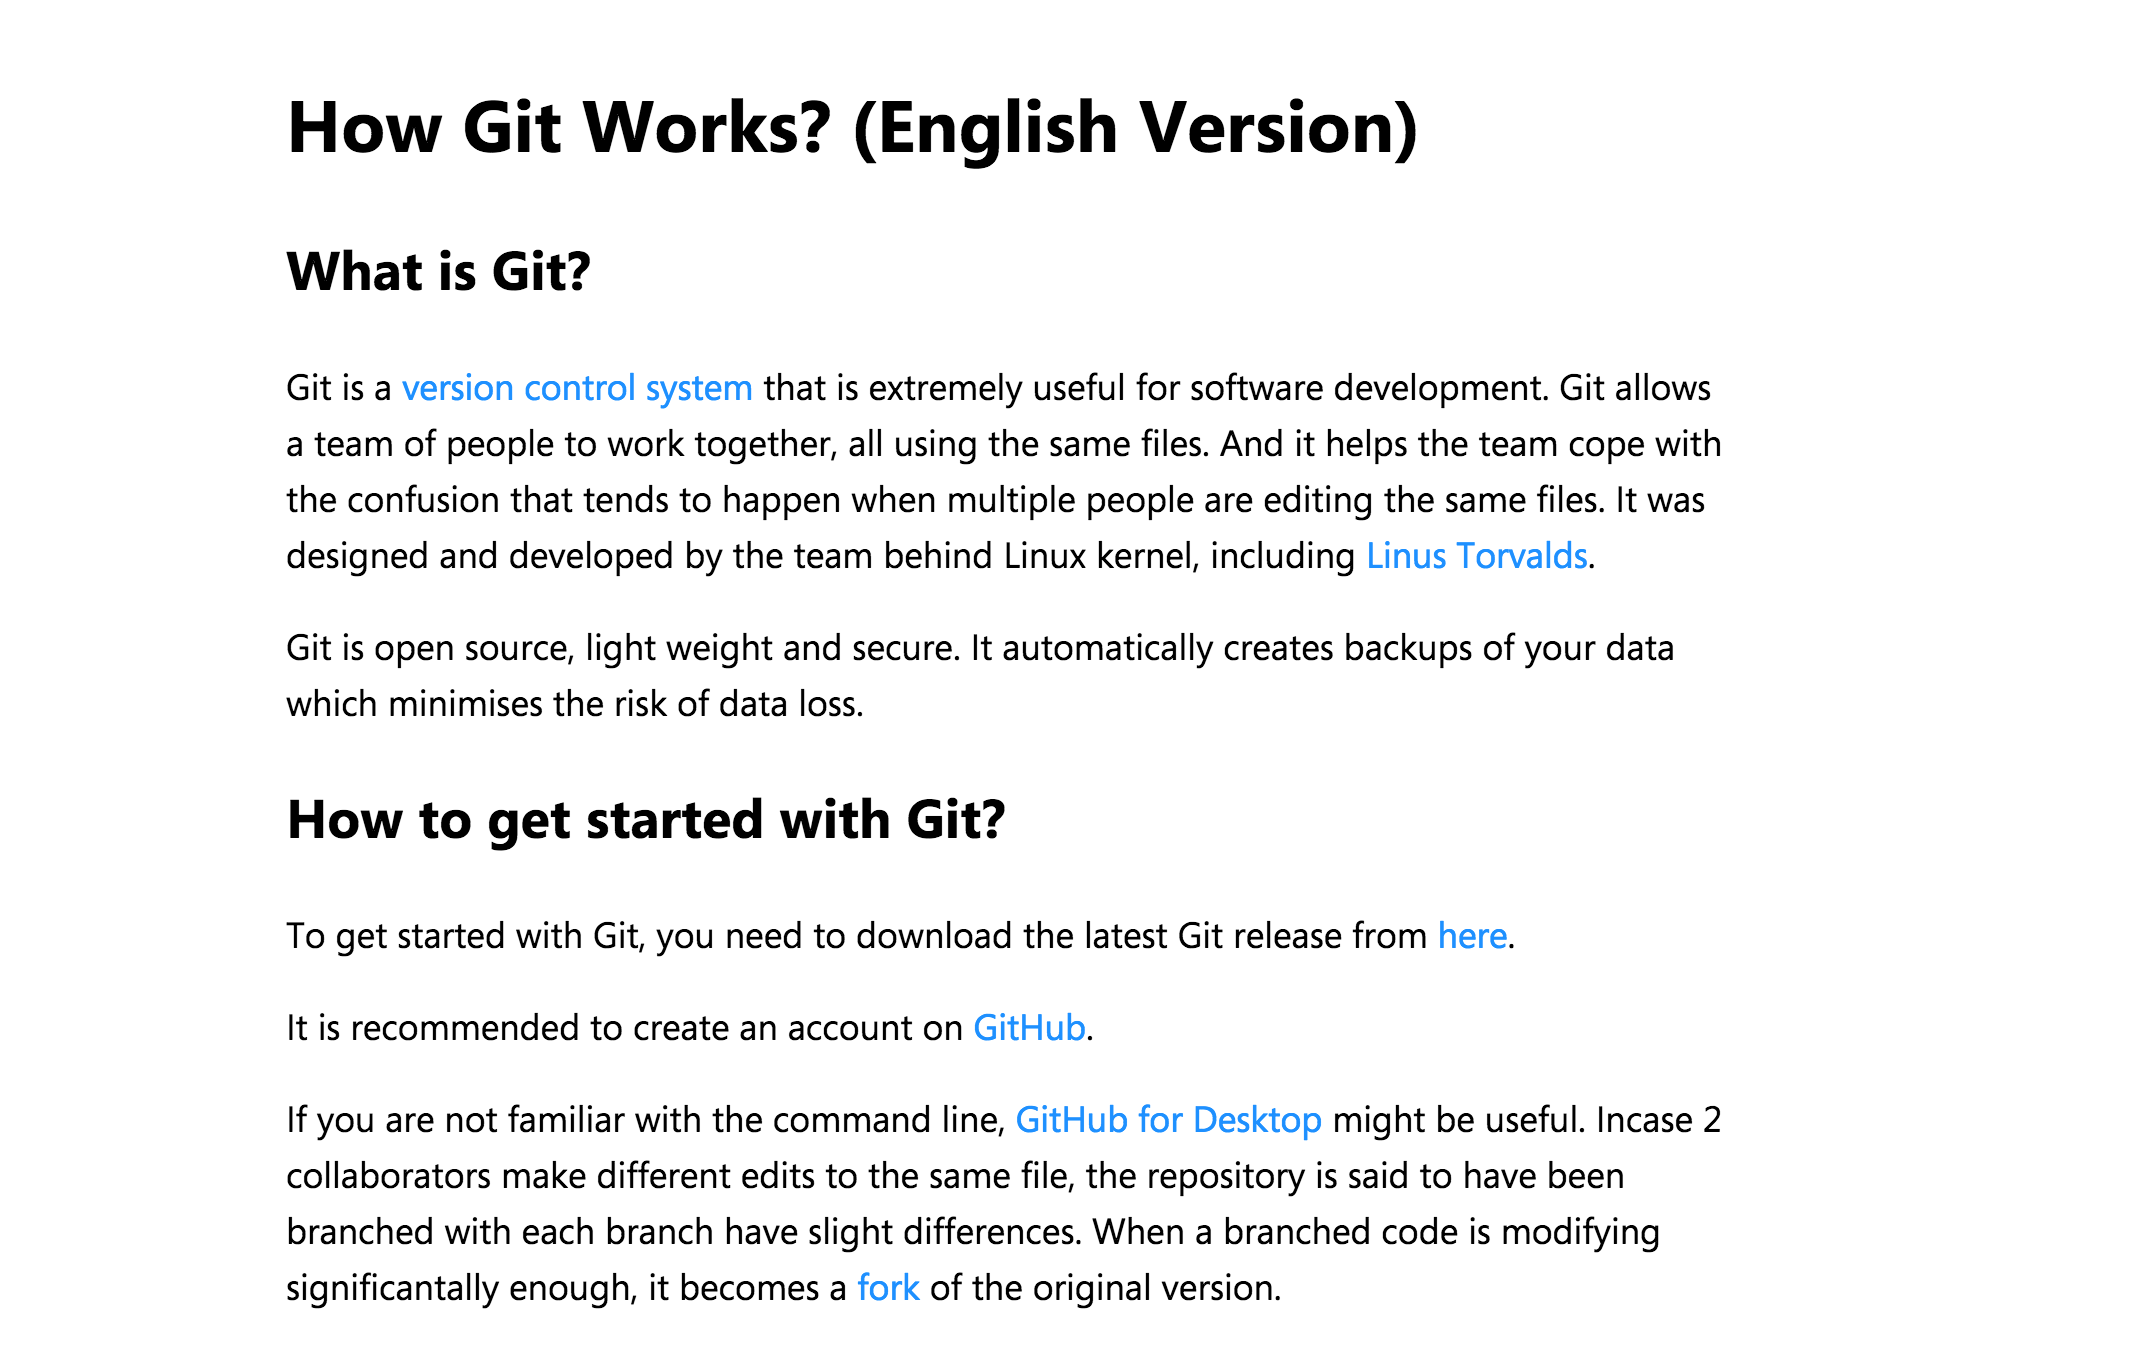 How Git Works? (English Version)
What is Git?
Git is a version control system that is extremely useful for software development. Git allows
a team of people to work together, all using the same files. And it helps the team cope with
the confusion that tends to happen when multiple people are editing the same files. It was
designed and developed by the team behind Linux kernel, including Linus Torvalds.
Git is open source, light weight and secure. It automatically creates backups of your data
which minimises the risk of data loss.
How to get started with Git?
To get started with Git, you need to download the latest Git release from here.
It is recommended to create an account on GitHub.
If you are not familiar with the command line, GitHub for Desktop might be useful. Incase 2
collaborators make different edits to the same file, the repository is said to have been
branched with each branch have slight differences. When a branched code is modifying
significantally enough, it becomes a fork of the original version.